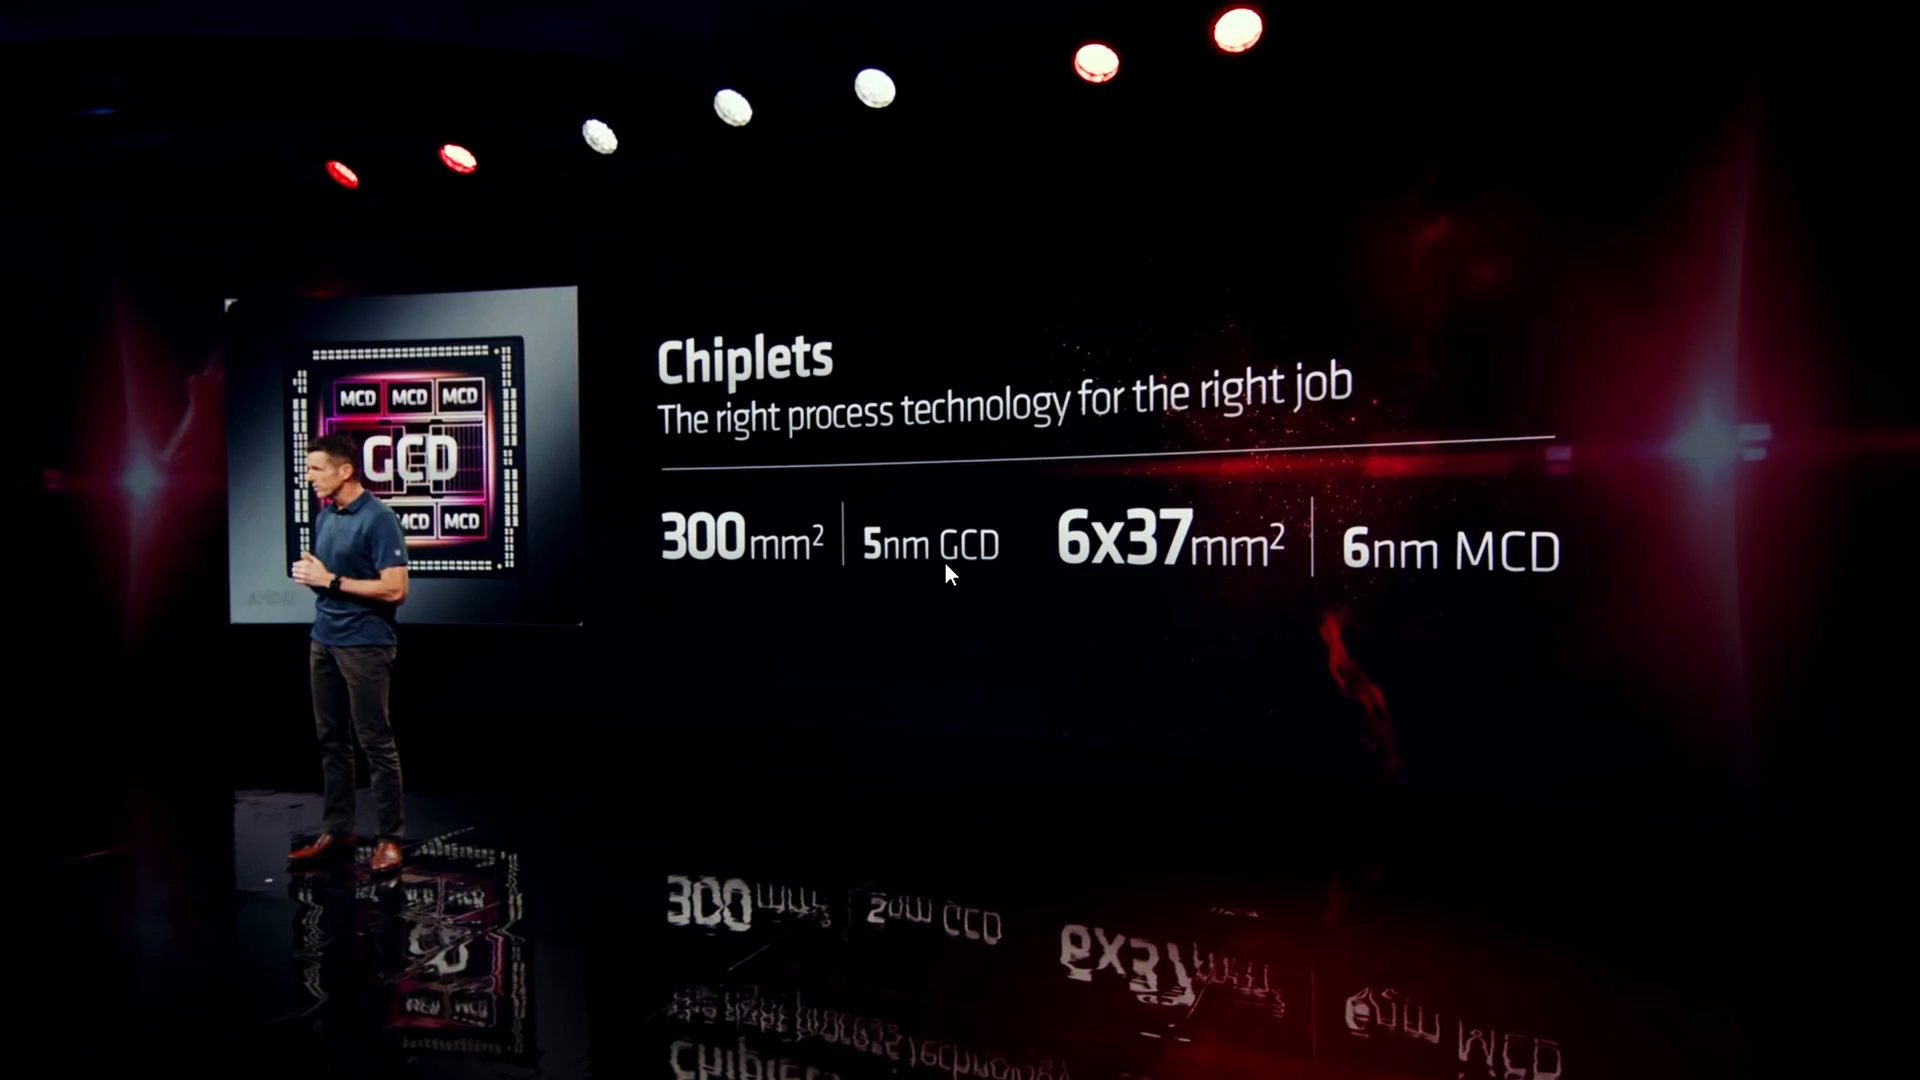 MCD MCD MCD
GCD
MCD MCD
Chiplets
The right process technology for the right job
300mm² | 5nm GCD 6x37mm² | 6nm MCD